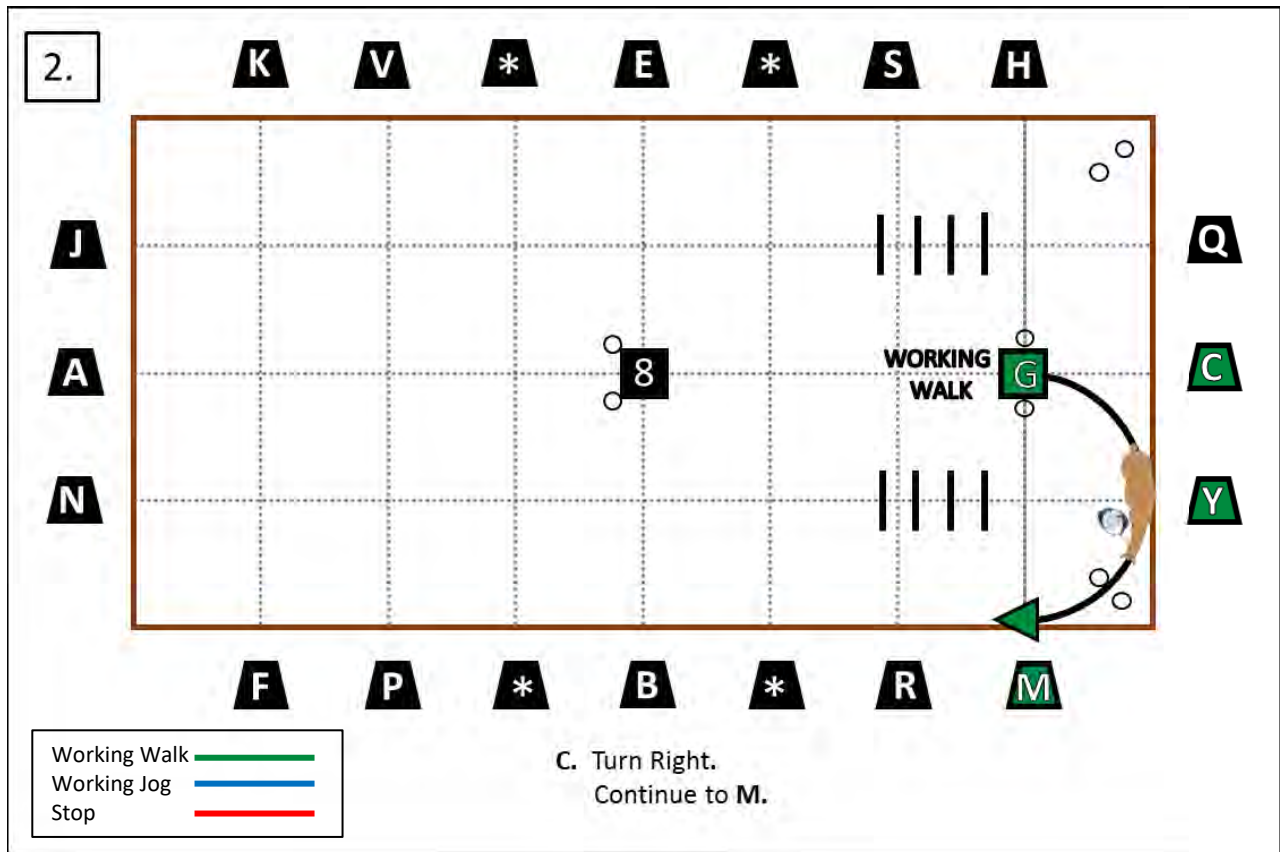 2.
K V * E * S H
J Q
8 WORKING G
WALK
A C
N Y
F P * B * R M
Working Walk
Working Jog
Stop
C. Turn Right.
Continue to M.